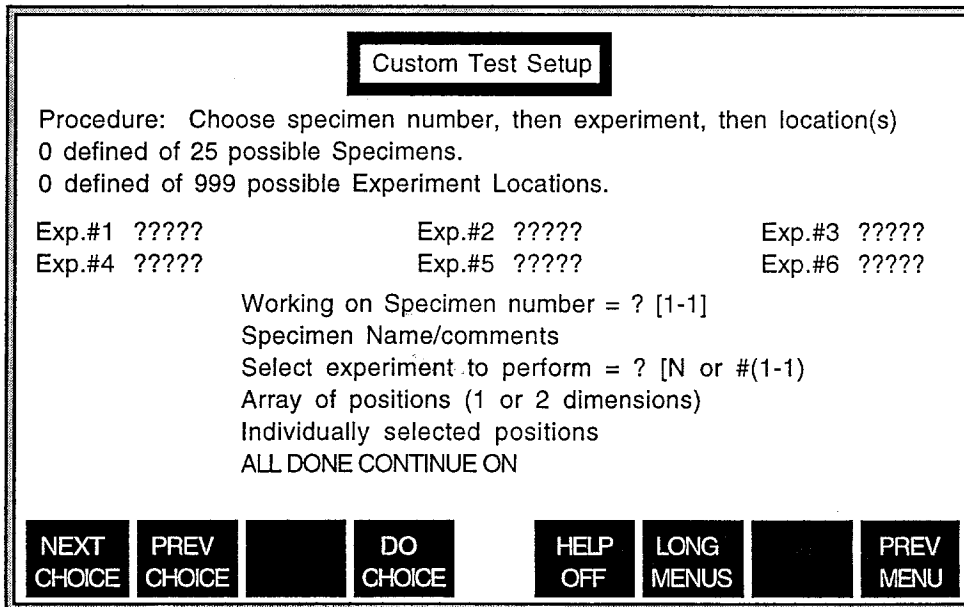 Custom Test Setup
Procedure: Choose specimen number, then experiment, then location(s)
0 defined of 25 possible Specimens.
0 defined of 999 possible Experiment Locations.
Exp.#1 ????? Exp.#2 ????? Exp.#3 ?????
Exp.#4 ????? Exp.#5 ????? Exp.#6 ?????
Working on Specimen number = ? [1-1]
Specimen Name/comments
Select experiment to perform = ? [N or #(1-1)
Array of positions (1 or 2 dimensions)
Individually selected positions
ALL DONE CONTINUE ON
NEXT CHOICE
PREV CHOICE
DO CHOICE
HELP OFF
LONG MENUS
PREV MENU